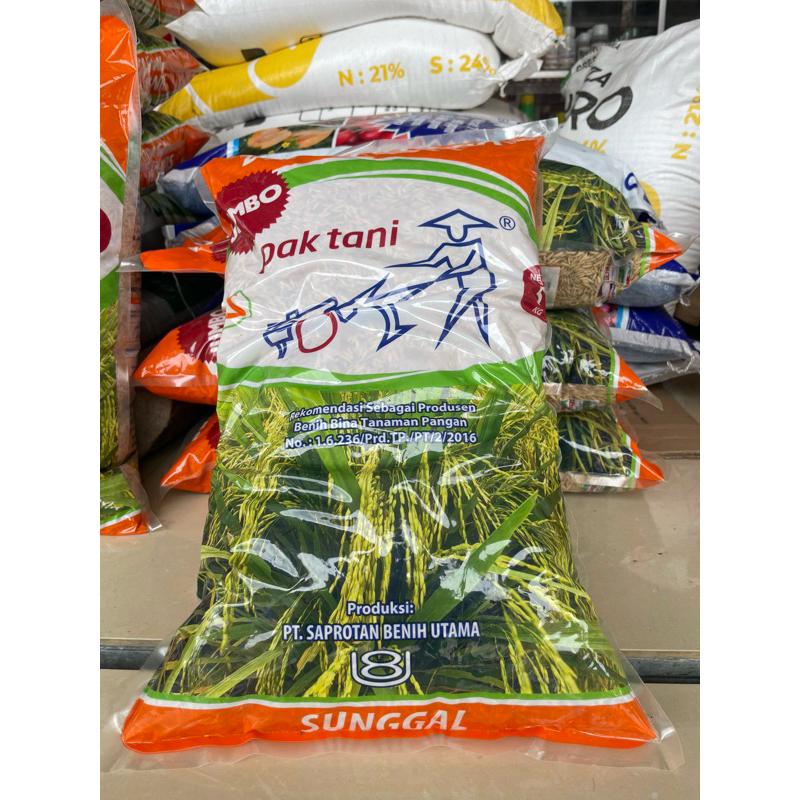 N : 21% S : 24%
pak tani
®
KG
Rekomendasi Sebagai Produsen
Benih Bina Tanaman Pangan
No. : 1.6.236/Prd.TP./PT/2/2016
Produksi:
PT. SAPROTAN BENIH UTAMA
SUNGGAL